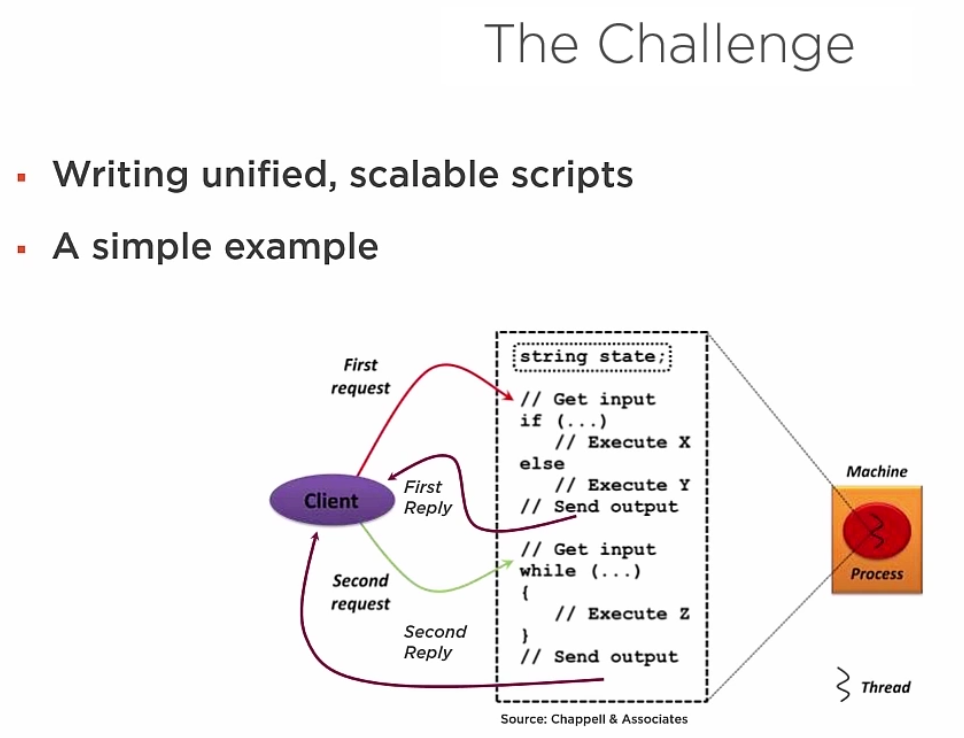 The Challenge
Writing unified, scalable scripts
A simple example
First
request
First
Reply
Client
Second
request
Second
Reply
string state;
// Get input
if (...)
// Execute X
else
// Execute Y
// Send output
// Get input
while (...)
{
// Execute Z
}
// Send output
Source: Chappell & Associates
Machine
Process
Thread